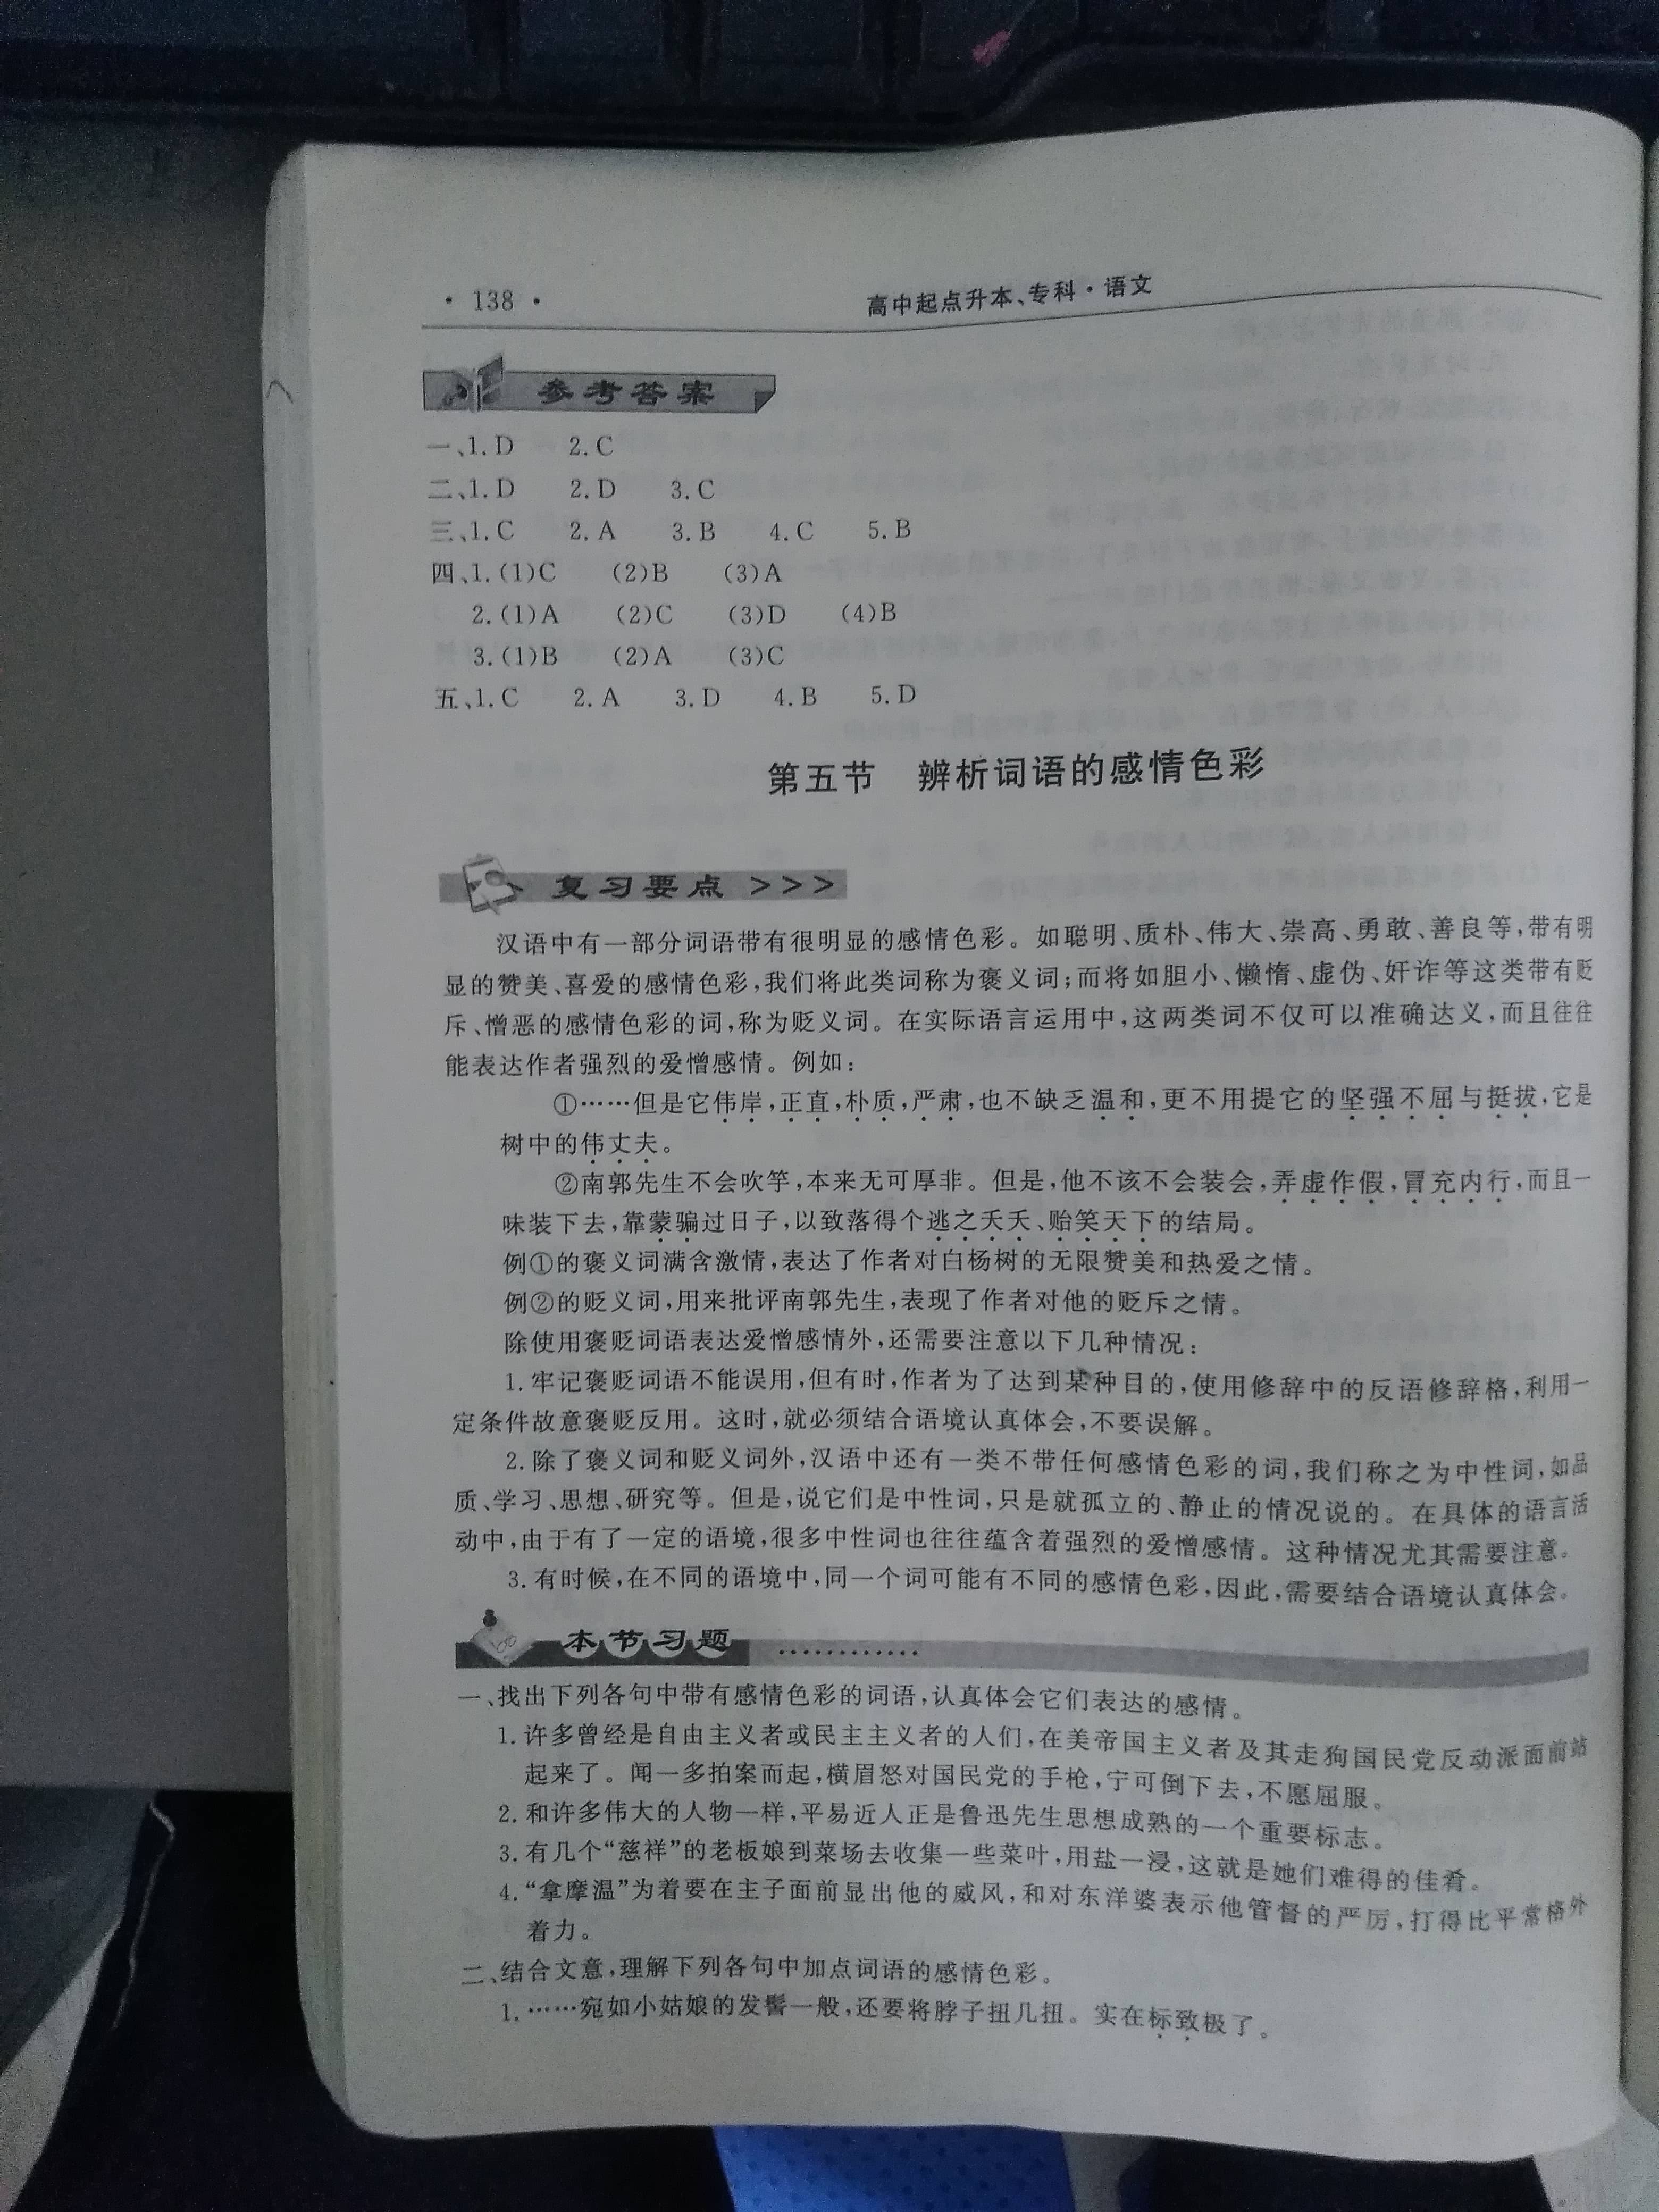 · 138 ·
高中起点升本、专科·语文
参考答案
一、1. D 2. C
二、1. D 2. D 3. C
三、1. C 2. A 3. B 4. C 5. B
四、1. (1)C (2)B (3)A
2. (1)A (2)C (3)D (4)B
3. (1)B (2)A (3)C
五、1. C 2. A 3. D 4. B 5. D
第五节 辨析词语的感情色彩
复习要点 >>>
汉语中有一部分词语带有很明显的感情色彩。如聪明、质朴、伟大、崇高、勇敢、善良等,带有明
显的赞美、喜爱的感情色彩,我们将此类词称为褒义词;而将如胆小、懒惰、虚伪、奸诈等这类带有贬
斥、憎恶的感情色彩的词,称为贬义词。在实际语言运用中,这两类词不仅可以准确达义,而且往往
能表达作者强烈的爱憎感情。例如:
①……但是它伟岸,正直,朴质,严肃,也不缺乏温和,更不用提它的坚强不屈与挺拔,它是
树中的伟丈夫。
②南郭先生不会吹竽,本来无可厚非。但是,他不该不会装会,弄虚作假,冒充内行,而且一
味装下去,靠蒙骗过日子,以致落得个逃之夭夭、贻笑天下的结局。
例①的褒义词满含激情,表达了作者对白杨树的无限赞美和热爱之情。
例②的贬义词,用来批评南郭先生,表现了作者对他的贬斥之情。
除使用褒贬词语表达爱憎感情外,还需要注意以下几种情况:
1. 牢记褒贬词语不能误用,但有时,作者为了达到某种目的,使用修辞中的反语修辞格,利用一
定条件故意褒贬反用。这时,就必须结合语境认真体会,不要误解。
2. 除了褒义词和贬义词外,汉语中还有一类不带任何感情色彩的词,我们称之为中性词,如品
质、学习、思想、研究等。但是,说它们是中性词,只是就孤立的、静止的情况说的。在具体的语言活
动中,由于有了一定的语境,很多中性词也往往蕴含着强烈的爱憎感情。这种情况尤其需要注意。
3. 有时候,在不同的语境中,同一个词可能有不同的感情色彩,因此,需要结合语境认真体会。
本节习题 …………
一、找出下列各句中带有感情色彩的词语,认真体会它们表达的感情。
1. 许多曾经是自由主义者或民主主义者的人们,在美帝国主义者及其走狗国民党反动派面前站
起来了。闻一多拍案而起,横眉怒对国民党的手枪,宁可倒下去,不愿屈服。
2. 和许多伟大的人物一样,平易近人正是鲁迅先生思想成熟的一个重要标志。
3. 有几个“慈祥”的老板娘到菜场去收集一些菜叶,用盐一浸,这就是她们难得的佳肴。
4. “拿摩温”为着要在主子面前显出他的威风,和对东洋婆表示他管督的严厉,打得比平常格外
着力。
二、结合文意,理解下列各句中加点词语的感情色彩。
1. ……宛如小姑娘的发髻一般,还要将脖子扭几扭。实在标致极了。